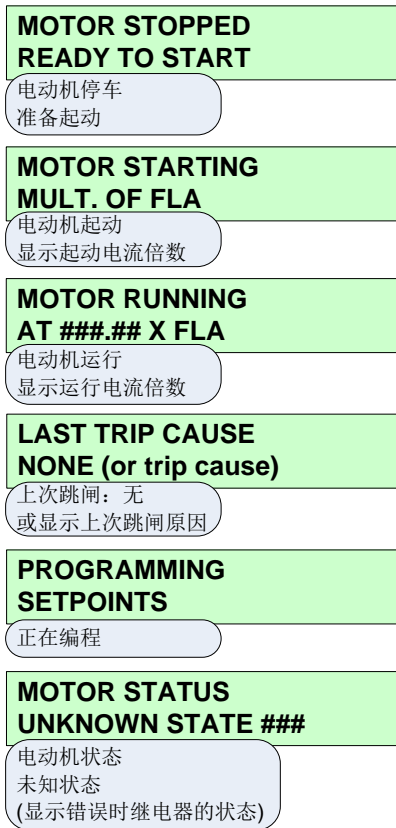 MOTOR STOPPED
READY TO START
电动机停车
准备起动
MOTOR STARTING
MULT. OF FLA
电动机起动
显示起动电流倍数
MOTOR RUNNING
AT ###.## X FLA
电动机运行
显示运行电流倍数
LAST TRIP CAUSE
NONE (or trip cause)
上次跳闸：无
或显示上次跳闸原因
PROGRAMMING
SETPOINTS
正在编程
MOTOR STATUS
UNKNOWN STATE ###
电动机状态
未知状态
(显示错误时继电器的状态)